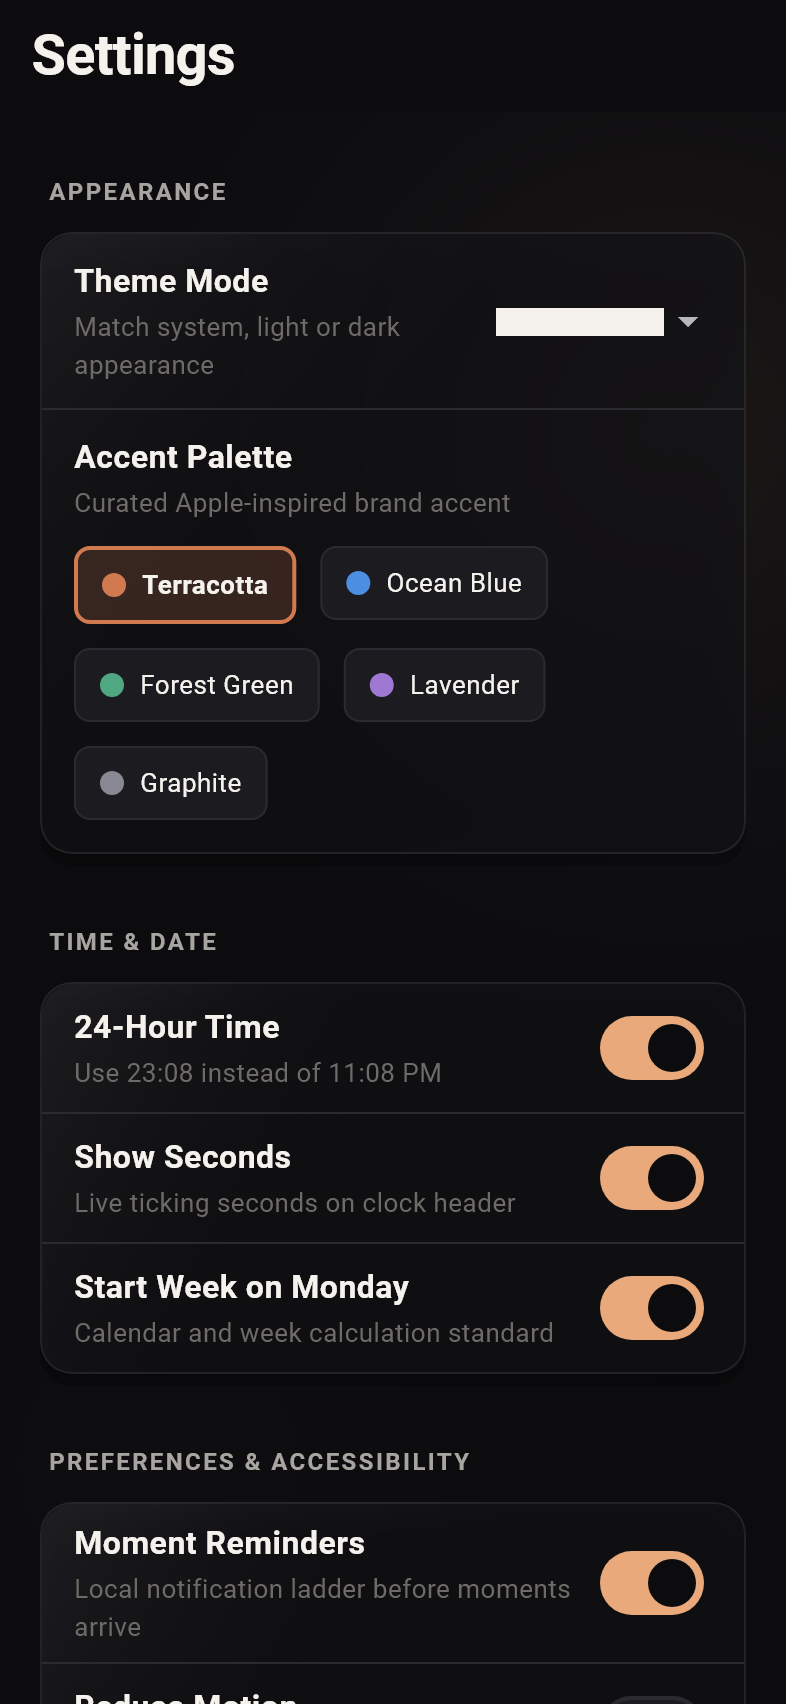 Settings
APPEARANCE
Theme Mode
Match system, light or dark
appearance
Accent Palette
Curated Apple-inspired brand accent
Terracotta
Ocean Blue
Forest Green
Lavender
Graphite
TIME & DATE
24-Hour Time
Use 23:08 instead of 11:08 PM
Show Seconds
Live ticking seconds on clock header
Start Week on Monday
Calendar and week calculation standard
PREFERENCES & ACCESSIBILITY
Moment Reminders
Local notification ladder before moments
arrive
Reduce Motion